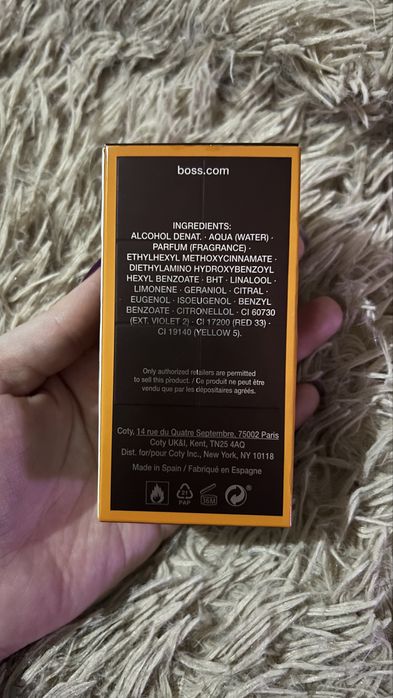 boss.com
INGREDIENTS:
ALCOHOL DENAT. · AQUA (WATER) ·
PARFUM (FRAGRANCE) ·
ETHYLHEXYL METHOXYCINNAMATE ·
DIETHYLAMINO HYDROXYBENZOYL
HEXYL BENZOATE · BHT · LINALOOL ·
LIMONENE · GERANIOL · CITRAL ·
EUGENOL · ISOEUGENOL · BENZYL
BENZOATE · CITRONELLOL · CI 60730
(EXT. VIOLET 2) · CI 17200 (RED 33) ·
CI 19140 (YELLOW 5).
Only authorized retailers are permitted
to sell this product. / Ce produit ne peut être
vendu que par les dépositaires agréés.
Coty, 14 rue du Quatre Septembre, 75002 Paris
Coty UK&I, Kent, TN25 4AQ
Dist. for/pour Coty Inc., New York, NY 10118
Made in Spain / Fabriqué en Espagne
21
PAP
36M